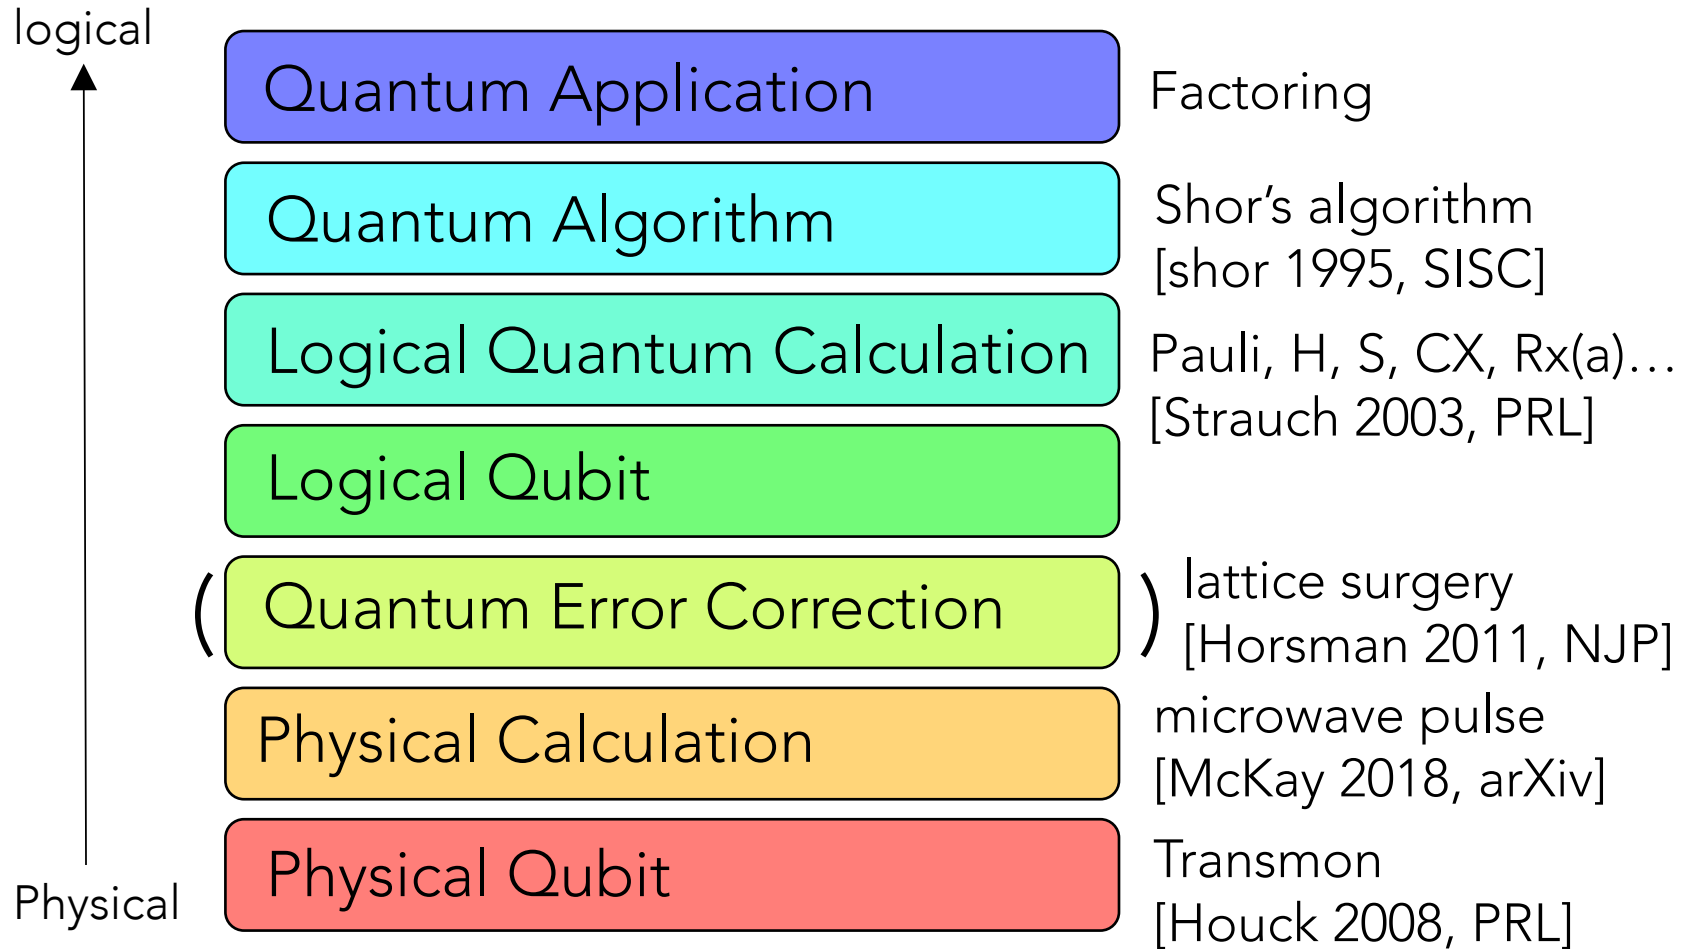 logical
Quantum Application
Factoring
Quantum Algorithm
Shor’s algorithm
[shor 1995, SISC]
Logical Quantum Calculation
Pauli, H, S, CX, Rx(a)…
[Strauch 2003, PRL]
Logical Qubit
( Quantum Error Correction )
lattice surgery
[Horsman 2011, NJP]
Physical Calculation
microwave pulse
[McKay 2018, arXiv]
Physical Qubit
Transmon
[Houck 2008, PRL]
Physical